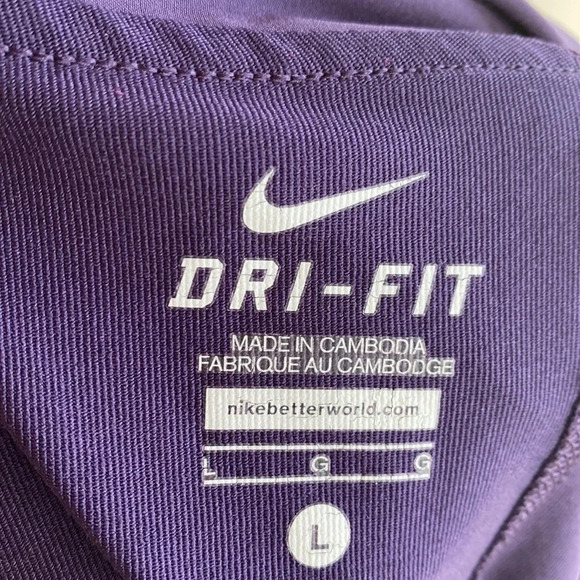 DRI-FIT
MADE IN CAMBODIA
FABRIQUE AU CAMBODGE
nikebetterworld.com
L G G
L